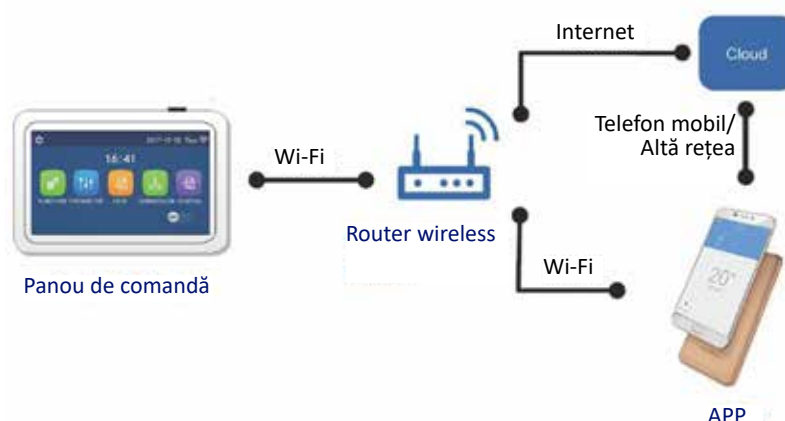 Internet
Cloud
Telefon mobil/
Altă rețea
16:41
Wi-Fi
Router wireless
Wi-Fi
Panou de comandă
20°
APP